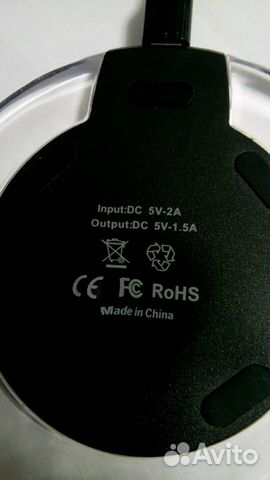 Input:DC 5V-2A
Output:DC 5V-1.5A
CE FC RoHS
Made in China
Avito